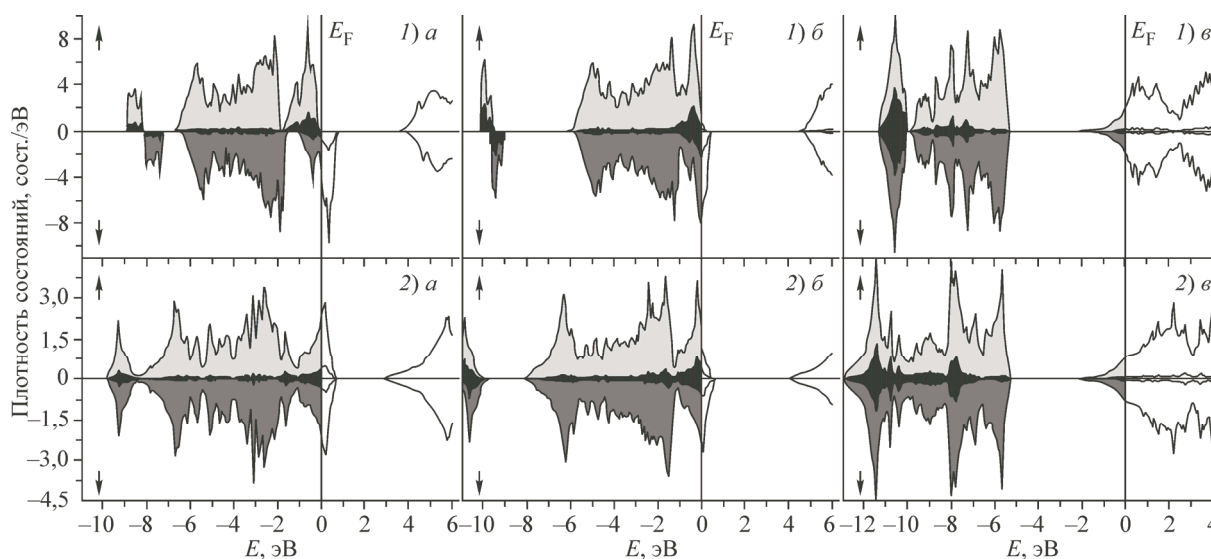 8
4
0
–4
–8
E_F
1) а
E_F
1) б
E_F
1) в
3,0
1,5
0
–1,5
–3,0
–4,5
2) а
2) б
2) в
Плотность состояний, сост./эВ
–10 –8 –6 –4 –2 0 2 4 6
–10 –8 –6 –4 –2 0 2 4 6
–12 –10 –8 –6 –4 –2 0 2 4
E, эВ
E, эВ
E, эВ